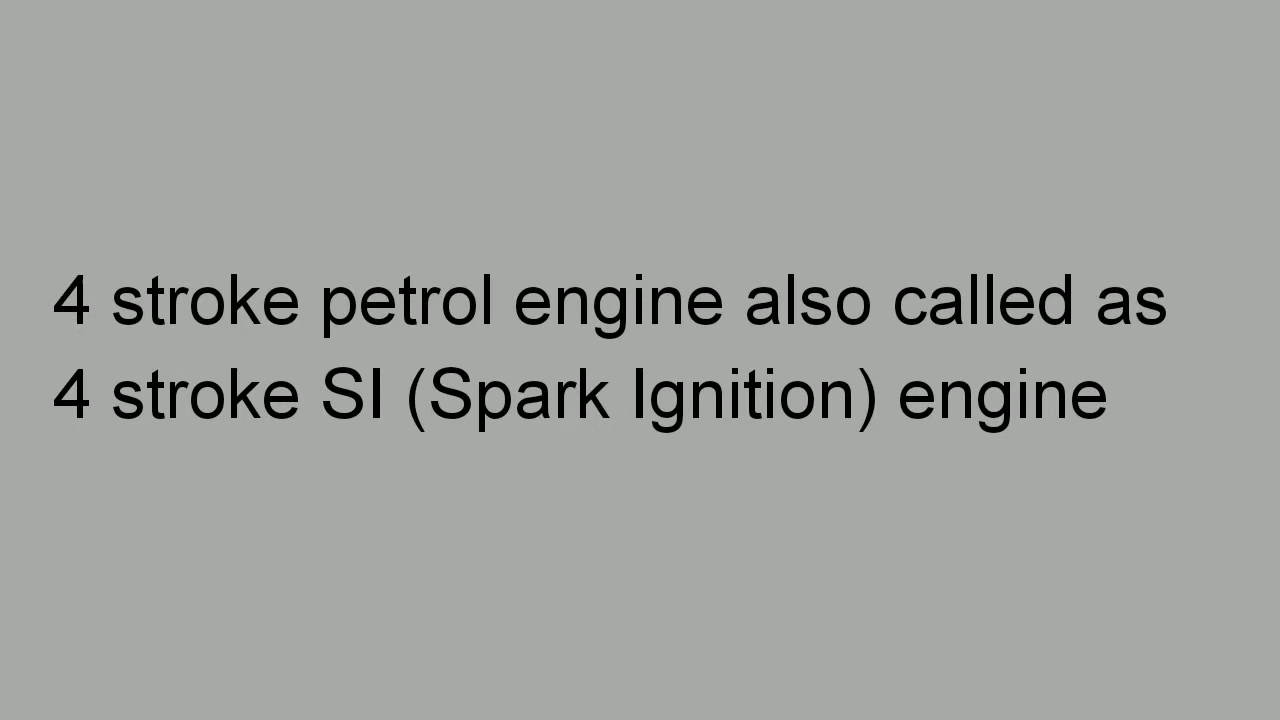 4 stroke petrol engine also called as
4 stroke SI (Spark Ignition) engine